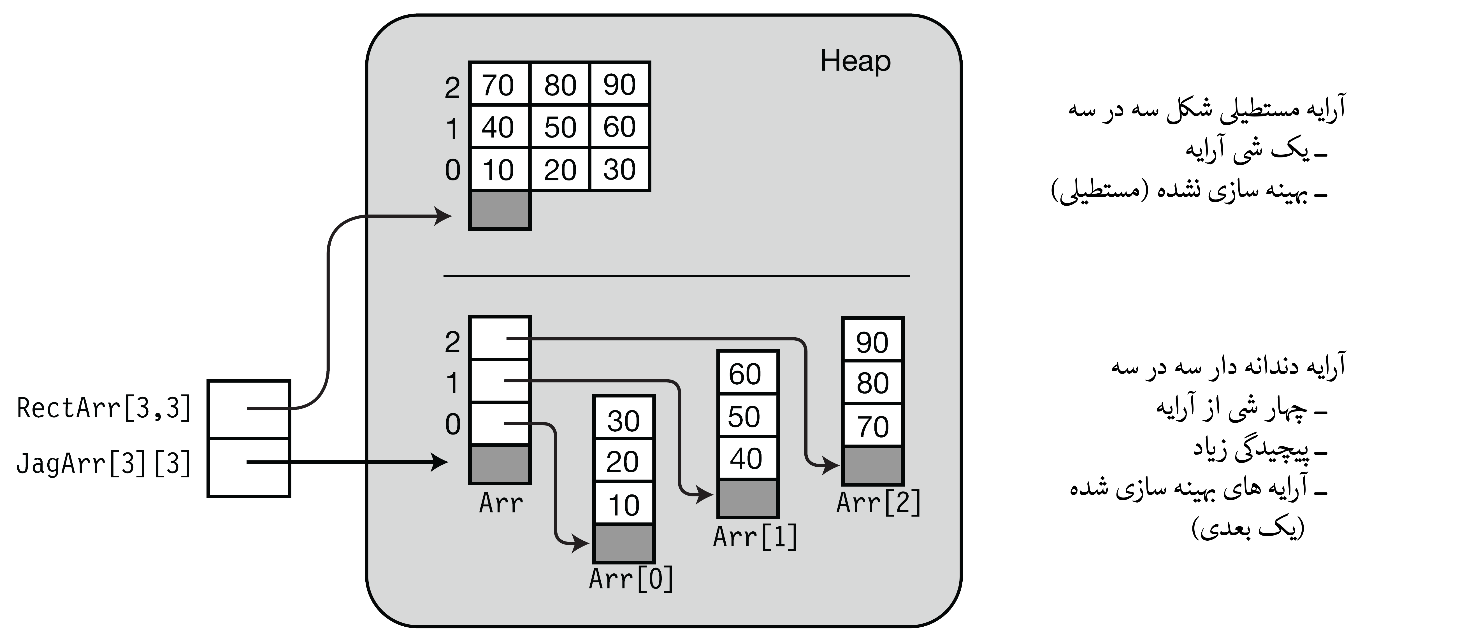 Heap
2 70 80 90
1 40 50 60
0 10 20 30
آرایه مستطیلی شکل سه در سه
_ یک شی آرایه
_ بهینه سازی نشده (مستطیلی)
RectArr[3,3]
JagArr[3][3]
2
1
0
Arr
30
20
10
Arr[0]
60
50
40
Arr[1]
90
80
70
Arr[2]
آرایه دندانه دار سه در سه
_ چهار شی از آرایه
_ پیچیدگی زیاد
_ آرایه های بهینه سازی شده
(یک بعدی)